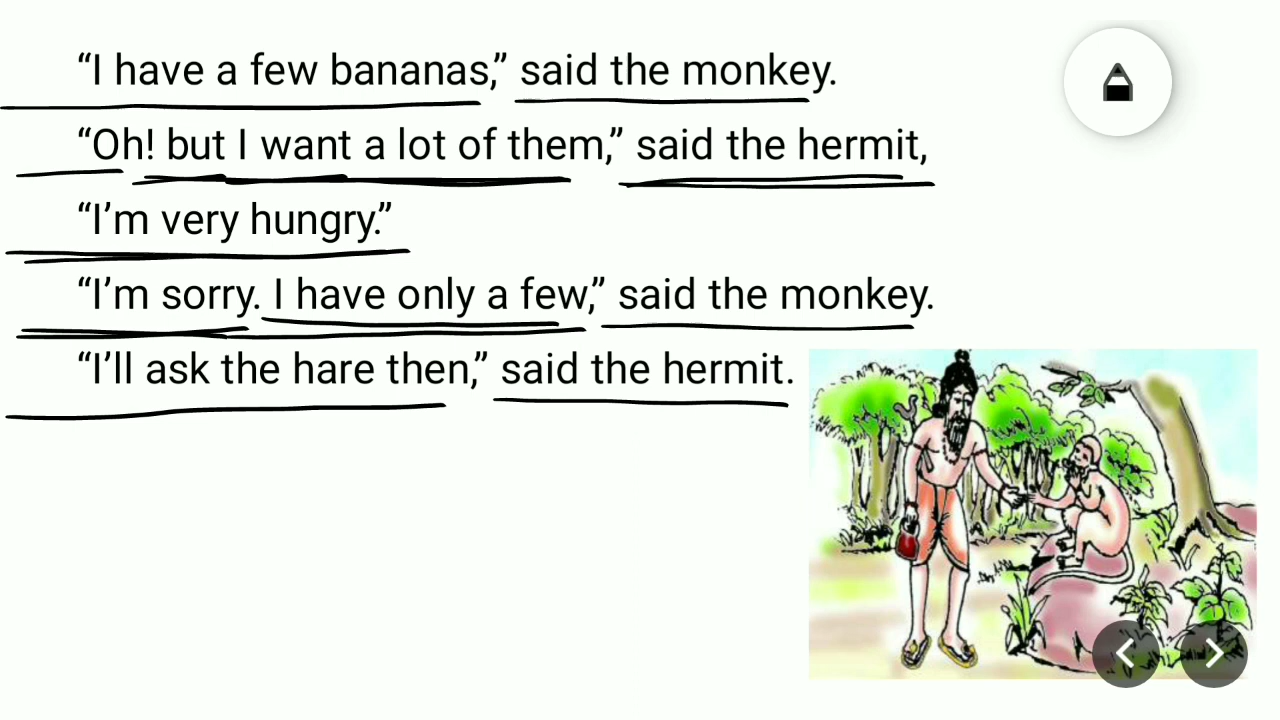 “I have a few bananas,” said the monkey.
“Oh! but I want a lot of them,” said the hermit,
“I’m very hungry.”
“I’m sorry. I have only a few,” said the monkey.
“I’ll ask the hare then,” said the hermit.